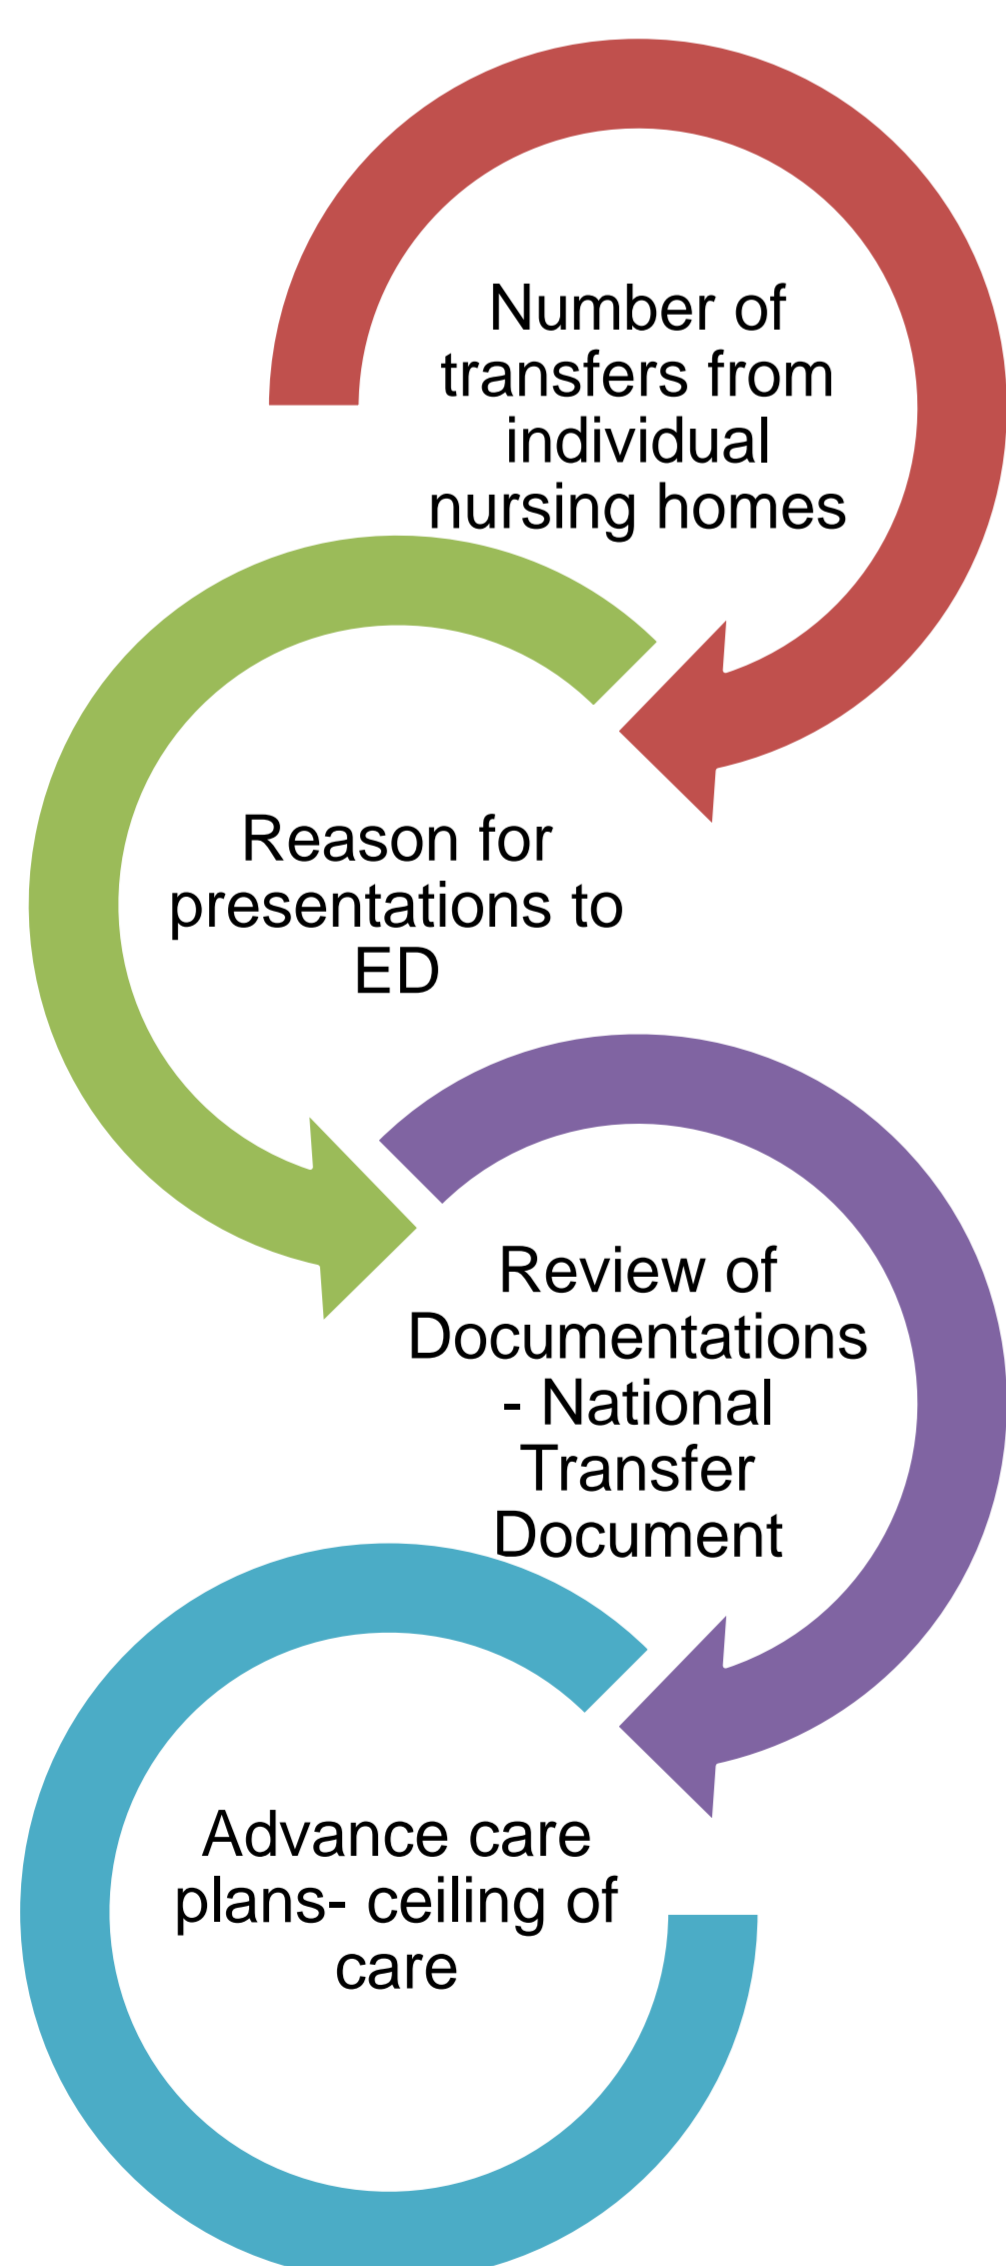 Number of
transfers from
individual
nursing homes
Reason for
presentations to
ED
Review of
Documentations
- National
Transfer
Document
Advance care
plans- ceiling of
care